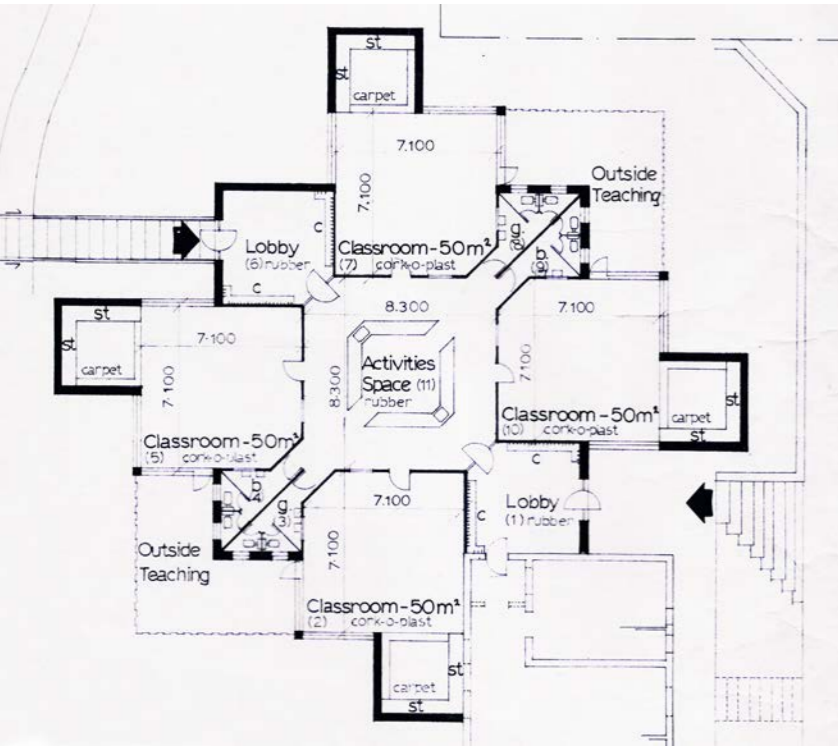 st
st
carpet
7.100
7.100
Outside
Teaching
c
Lobby
(6) rubber
c
Classroom-50m²
(7) cork-o-plast
g
(8)
b
(9)
st
st
carpet
7.100
7.100
Classroom-50m²
(5) cork-o-plast
8.300
8.300
Activities
Space (11)
rubber
7.100
7.100
Classroom-50m²
(10) cork-o-plast
carpet
st
st
c
Lobby
(1) rubber
c
b
4)
g
(3)
Outside
Teaching
7.100
7.100
Classroom-50m²
(2) cork-o-plast
st
carpet
st